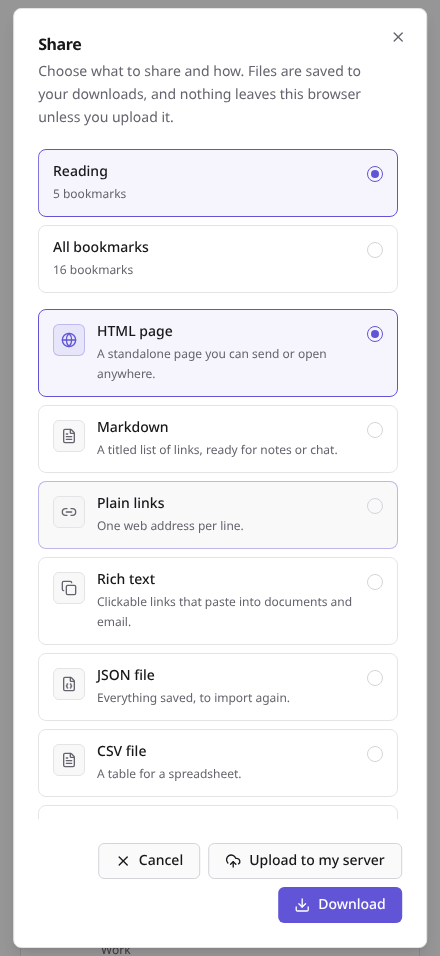 Share
Choose what to share and how. Files are saved to
your downloads, and nothing leaves this browser
unless you upload it.
Reading
5 bookmarks
All bookmarks
16 bookmarks
HTML page
A standalone page you can send or open
anywhere.
Markdown
A titled list of links, ready for notes or chat.
Plain links
One web address per line.
Rich text
Clickable links that paste into documents and
email.
JSON file
Everything saved, to import again.
CSV file
A table for a spreadsheet.
Cancel
Upload to my server
Download
Work